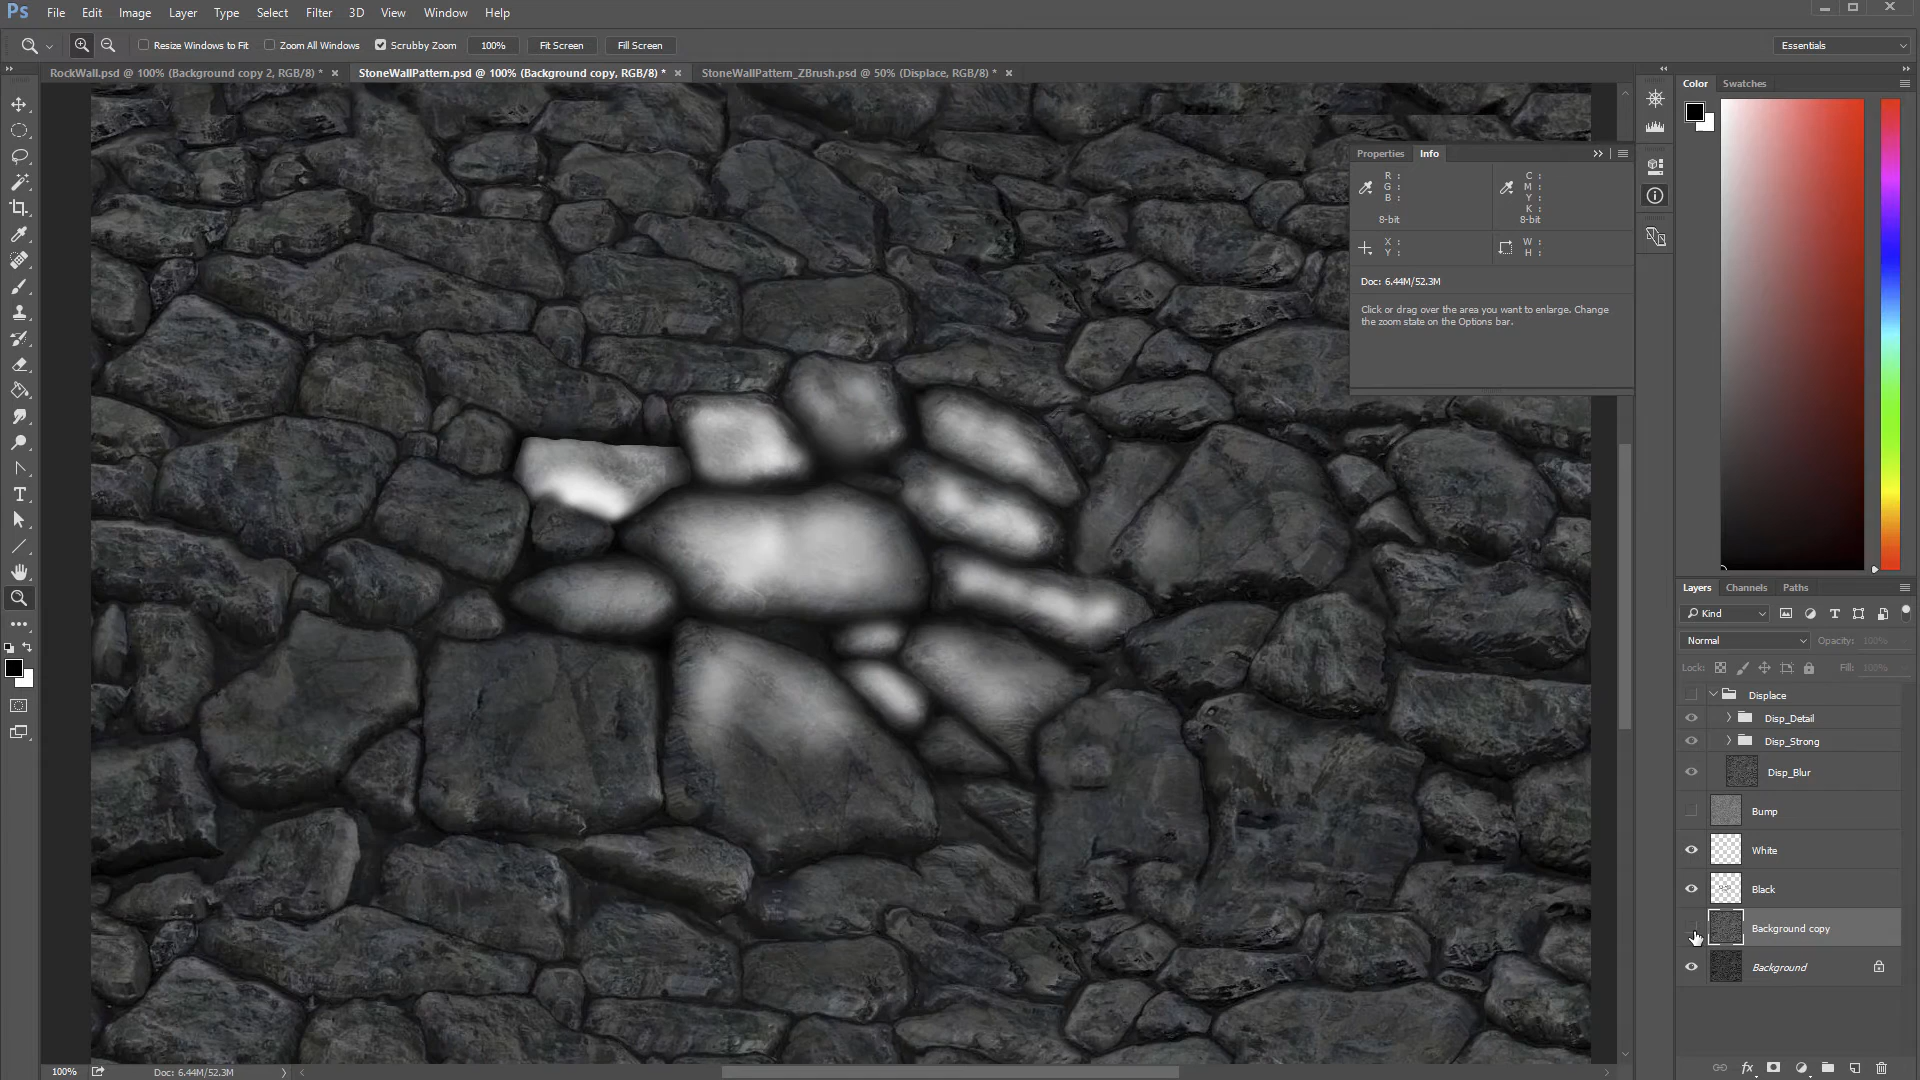 Ps File Edit Image Layer Type Select Filter 3D View Window Help
Resize Windows to Fit Zoom All Windows Scrubby Zoom 100% Fit Screen Fill Screen Essentials
RockWall.psd @ 100% (Background copy 2, RGB/8) * × StoneWallPattern.psd @ 100% (Background copy, RGB/8) * × StoneWallPattern_ZBrush.psd @ 50% (Displace, RGB/8) * ×
Color Swatches
Properties Info
R : C :
G : M :
B : Y :
K :
8-bit 8-bit
X : W :
Y : H :
Doc: 6.44M/52.3M
Click or drag over the area you want to enlarge. Change
the zoom state on the Options bar.
Layers Channels Paths
Kind
Normal Opacity: 100%
Lock: Fill: 100%
Displace
Disp_Detail
Disp_Strong
Disp_Blur
Bump
White
Black
Background copy
Background
fx
100% Doc: 6.44M/52.3M